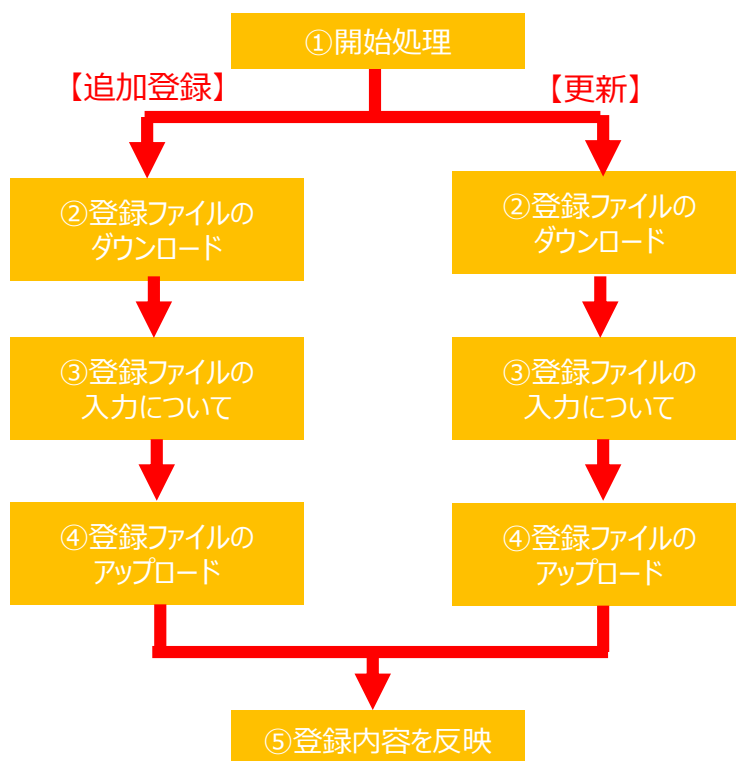 ①開始処理
【追加登録】
【更新】
②登録ファイルの
ダウンロード
②登録ファイルの
ダウンロード
③登録ファイルの
入力について
③登録ファイルの
入力について
④登録ファイルの
アップロード
④登録ファイルの
アップロード
⑤登録内容を反映